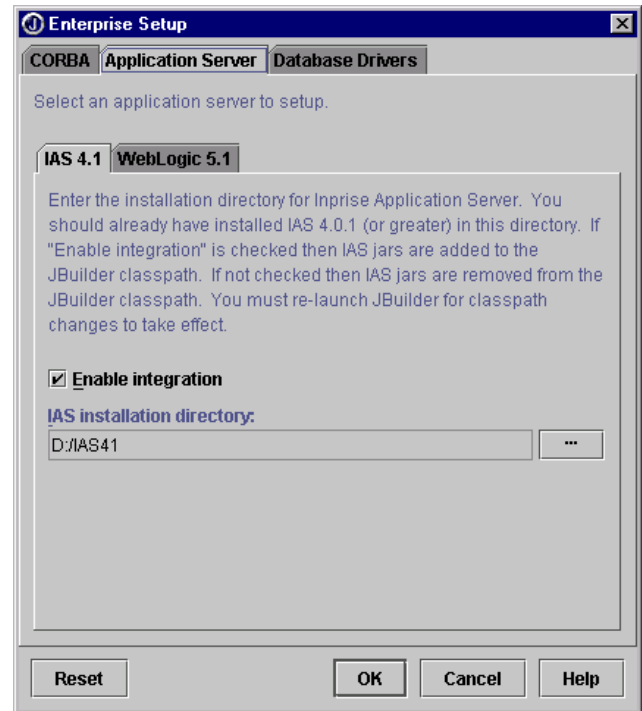 Enterprise Setup
CORBA Application Server Database Drivers
Select an application server to setup.
IAS 4.1 WebLogic 5.1
Enter the installation directory for Inprise Application Server. You
should already have installed IAS 4.0.1 (or greater) in this directory. If
"Enable integration" is checked then IAS jars are added to the
JBuilder classpath. If not checked then IAS jars are removed from the
JBuilder classpath. You must re-launch JBuilder for classpath
changes to take effect.
Enable integration
IAS installation directory:
D:/IAS41 ...
Reset OK Cancel Help